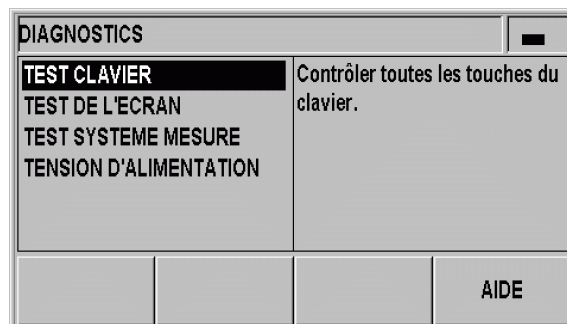 DIAGNOSTICS
TEST CLAVIER
TEST DE L'ECRAN
TEST SYSTEME MESURE
TENSION D'ALIMENTATION
Contrôler toutes les touches du
clavier.
AIDE